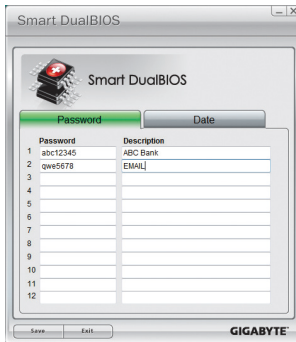 Smart DualBIOS
Smart DualBIOS
Password Date
Password Description
1 abc12345 ABC Bank
2 qwe5678 EMAIL
3
4
5
6
7
8
9
10
11
12
Save Exit GIGABYTE™